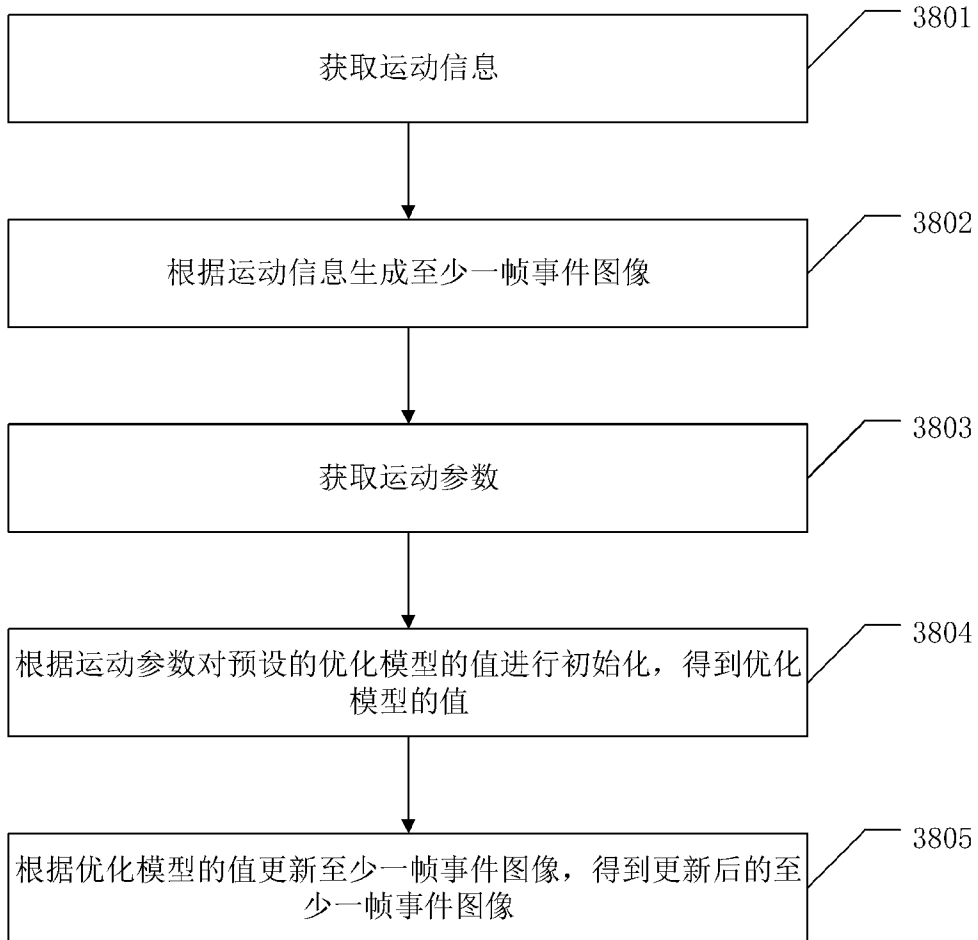 3801
获取运动信息
3802
根据运动信息生成至少一帧事件图像
3803
获取运动参数
3804
根据运动参数对预设的优化模型的值进行初始化，得到优化
模型的值
3805
根据优化模型的值更新至少一帧事件图像，得到更新后的至
少一帧事件图像